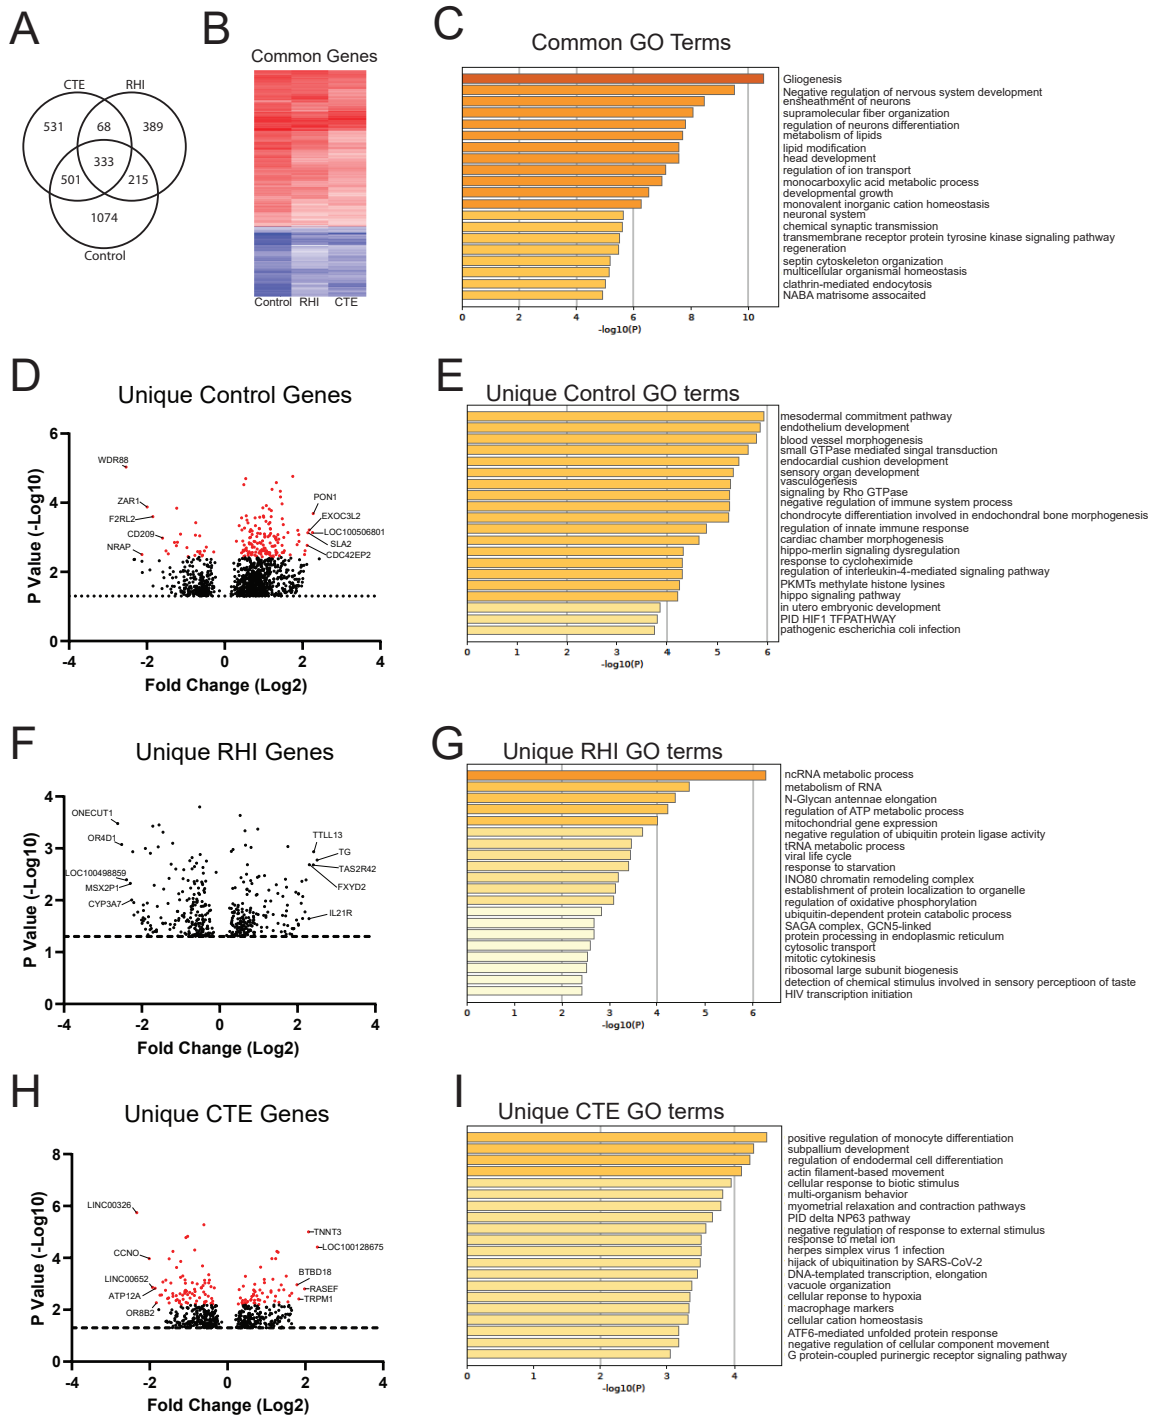 A
CTE
RHI
531
68
389
333
501
215
1074
Control
B
Common Genes
Control
RHI
CTE
C
Common GO Terms
Gliogenesis
Negative regulation of nervous system development
ensheathment of neurons
supramolecular fiber organization
regulation of neurons differentiation
metabolism of lipids
lipid modification
head development
regulation of ion transport
monocarboxylic acid metabolic process
developmental growth
monovalent inorganic cation homeostasis
neuronal system
chemical synaptic transmission
transmembrane receptor protein tyrosine kinase signaling pathway
regeneration
septin cytoskeleton organization
multicellular organismal homeostasis
clathrin-mediated endocytosis
NABA matrisome assocaited
0 2 4 6 8 10
-log10(P)
D
Unique Control Genes
P Value (-Log10)
6
4
2
0
WDR88
ZAR1
F2RL2
CD209
NRAP
PON1
EXOC3L2
LOC100506801
SLA2
CDC42EP2
-4 -2 0 2 4
Fold Change (Log2)
E
Unique Control GO terms
mesodermal commitment pathway
endothelium development
blood vessel morphogenesis
small GTPase mediated singal transduction
endocardial cushion development
sensory organ development
vasculogenesis
signaling by Rho GTPase
negative regulation of immune system process
chondrocyte differentiation involved in endochondral bone morphogenesis
regulation of innate immune response
cardiac chamber morphogenesis
hippo-merlin signaling dysregulation
response to cycloheximide
regulation of interleukin-4-mediated signaling pathway
PKMTs methylate histone lysines
hippo signaling pathway
in utero embryonic development
PID HIF1 TFPATHWAY
pathogenic escherichia coli infection
0 1 2 3 4 5 6
-log10(P)
F
Unique RHI Genes
P Value (-Log10)
4
3
2
1
0
ONECUT1
OR4D1
LOC100498859
MSX2P1
CYP3A7
TTLL13
TG
TAS2R42
FXYD2
IL21R
-4 -2 0 2 4
Fold Change (Log2)
G
Unique RHI GO terms
ncRNA metabolic process
metabolism of RNA
N-Glycan antennae elongation
regulation of ATP metabolic process
mitochondrial gene expression
negative regulation of ubiquitin protein ligase activity
tRNA metabolic process
viral life cycle
response to starvation
INO80 chromatin remodeling complex
establishment of protein localization to organelle
regulation of oxidative phosphorylation
ubiquitin-dependent protein catabolic process
SAGA complex, GCN5-linked
protein processing in endoplasmic reticulum
cytosolic transport
mitotic cytokinesis
ribosomal large subunit biogenesis
detection of chemical stimulus involved in sensory perceptioon of taste
HIV transcription initiation
0 1 2 3 4 5 6
-log10(P)
H
Unique CTE Genes
P Value (-Log10)
8
6
4
2
0
LINC00326
CCNO
LINC00652
ATP12A
OR8B2
TNNT3
LOC100128675
BTBD18
RASEF
TRPM1
-4 -2 0 2 4
Fold Change (Log2)
I
Unique CTE GO terms
positive regulation of monocyte differentiation
subpallium development
regulation of endodermal cell differentiation
actin filament-based movement
cellular response to biotic stimulus
multi-organism behavior
myometrial relaxation and contraction pathways
PID delta NP63 pathway
negative regulation of response to external stimulus
response to metal ion
herpes simplex virus 1 infection
hijack of ubiquitination by SARS-CoV-2
DNA-templated transcription, elongation
vacuole organization
cellular reponse to hypoxia
macrophage markers
cellular cation homeostasis
ATF6-mediated unfolded protein response
negative regulation of cellular component movement
G protein-coupled purinergic receptor signaling pathway
0 1 2 3 4
-log10(P)